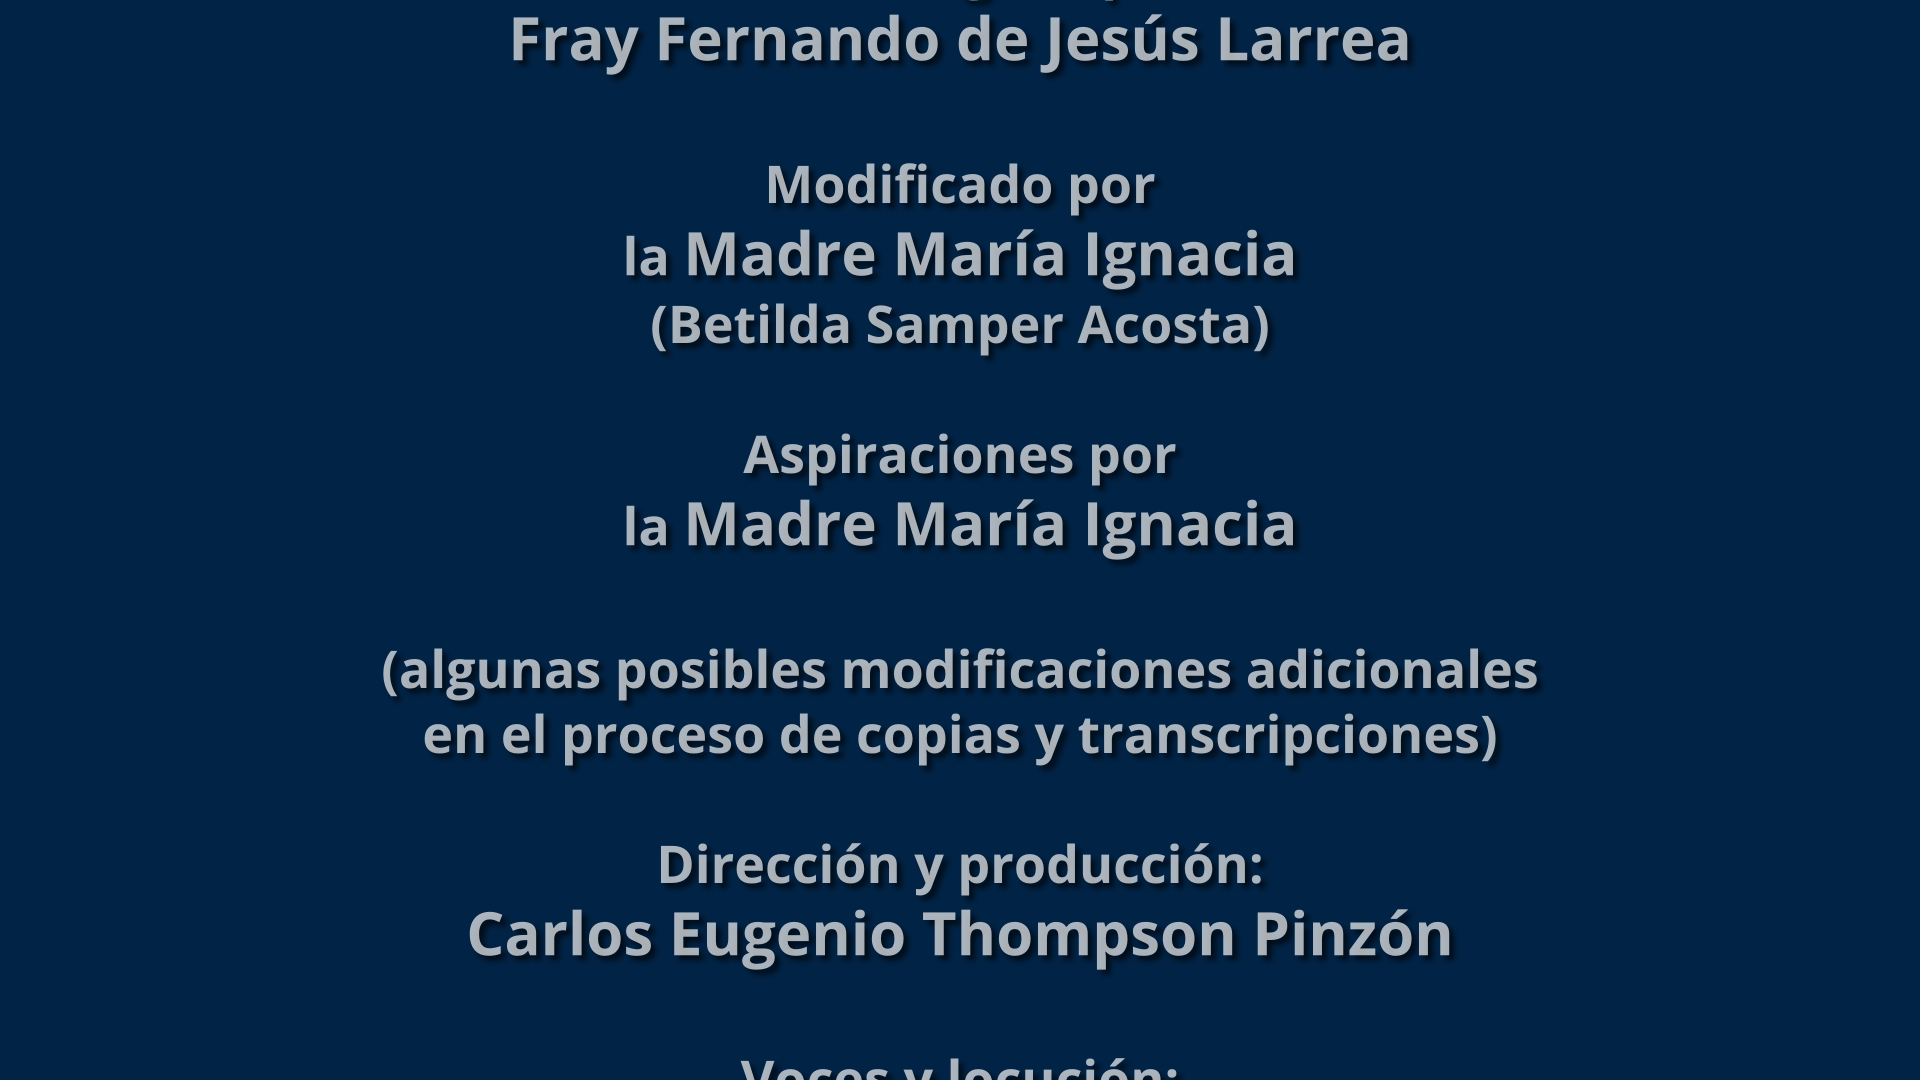 Fray Fernando de Jesús Larrea
Modificado por
la Madre María Ignacia
(Betilda Samper Acosta)
Aspiraciones por
la Madre María Ignacia
(algunas posibles modificaciones adicionales
en el proceso de copias y transcripciones)
Dirección y producción:
Carlos Eugenio Thompson Pinzón
Voces y locución: